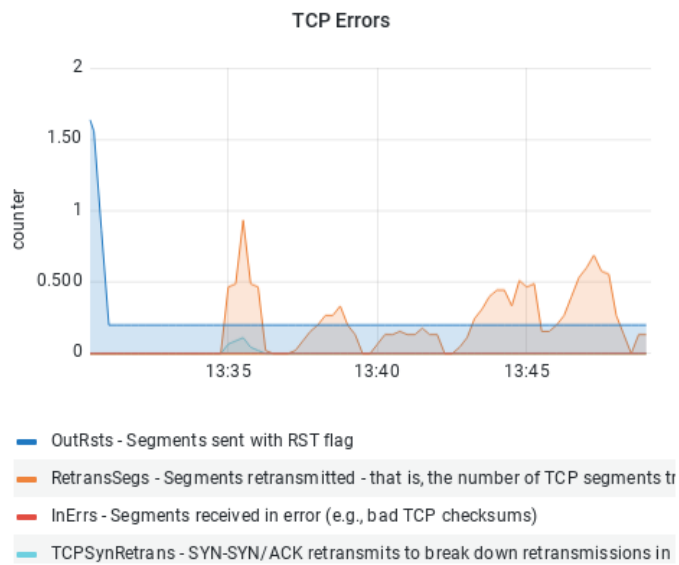 TCP Errors
2
1.50
1
0.500
0
counter
13:35
13:40
13:45
OutRsts - Segments sent with RST flag
RetransSegs - Segments retransmitted - that is, the number of TCP segments
InErrs - Segments received in error (e.g., bad TCP checksums)
TCPSynRetrans - SYN-SYN/ACK retransmits to break down retransmissions in